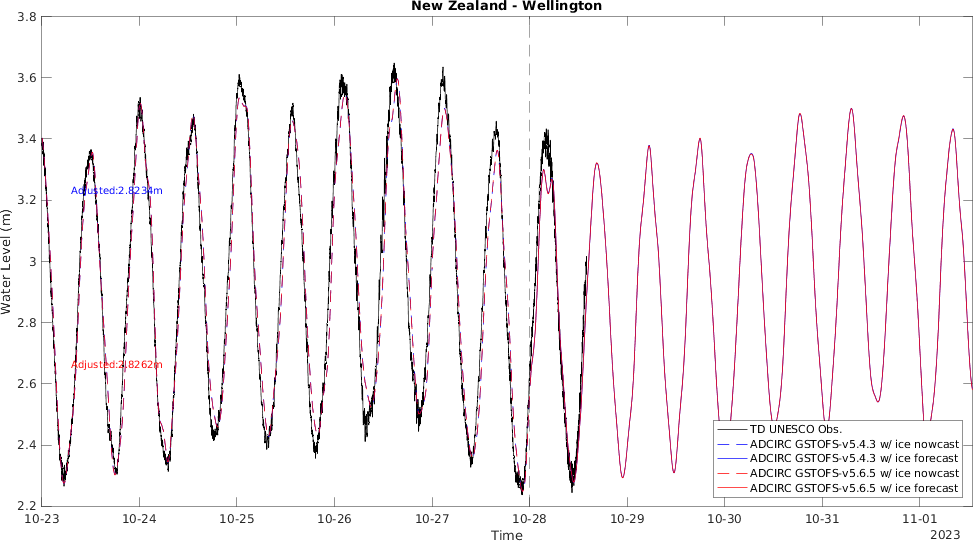 New Zealand - Wellington
3.8
3.6
3.4
3.2
3
2.8
2.6
2.4
2.2
Water Level (m)
Adjusted:2.8234m
Adjusted:2.8262m
TD UNESCO Obs.
ADCIRC GSTOFS-v5.4.3 w/ ice nowcast
ADCIRC GSTOFS-v5.4.3 w/ ice forecast
ADCIRC GSTOFS-v5.6.5 w/ ice nowcast
ADCIRC GSTOFS-v5.6.5 w/ ice forecast
10-23 10-24 10-25 10-26 10-27 10-28 10-29 10-30 10-31 11-01
Time
2023